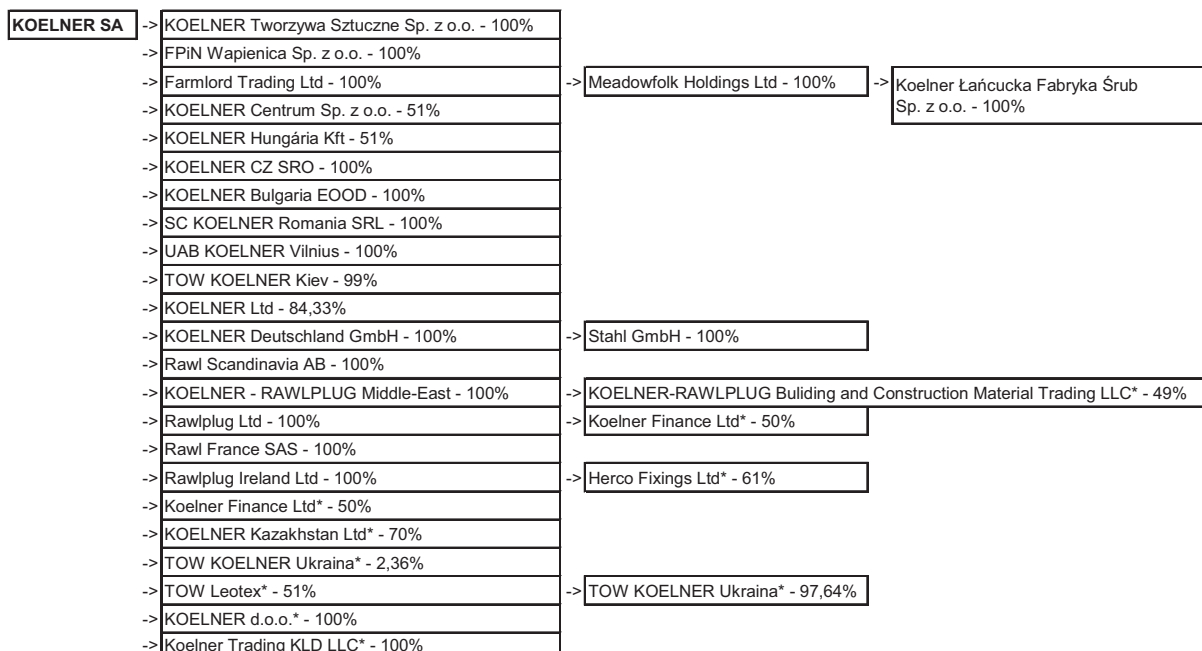 KOELNER SA -> KOELNER Tworzywa Sztuczne Sp. z o.o. - 100%
-> FPiN Wapienica Sp. z o.o. - 100%
-> Farmlord Trading Ltd - 100% -> Meadowfolk Holdings Ltd - 100% -> Koelner Łańcucka Fabryka Śrub
Sp. z o.o. - 100%
-> KOELNER Centrum Sp. z o.o. - 51%
-> KOELNER Hungária Kft - 51%
-> KOELNER CZ SRO - 100%
-> KOELNER Bulgaria EOOD - 100%
-> SC KOELNER Romania SRL - 100%
-> UAB KOELNER Vilnius - 100%
-> TOW KOELNER Kiev - 99%
-> KOELNER Ltd - 84,33%
-> KOELNER Deutschland GmbH - 100% -> Stahl GmbH - 100%
-> Rawl Scandinavia AB - 100%
-> KOELNER - RAWLPLUG Middle-East - 100% -> KOELNER-RAWLPLUG Buliding and Construction Material Trading LLC* - 49%
-> Rawlplug Ltd - 100% -> Koelner Finance Ltd* - 50%
-> Rawl France SAS - 100%
-> Rawlplug Ireland Ltd - 100% -> Herco Fixings Ltd* - 61%
-> Koelner Finance Ltd* - 50%
-> KOELNER Kazakhstan Ltd* - 70%
-> TOW KOELNER Ukraina* - 2,36%
-> TOW Leotex* - 51% -> TOW KOELNER Ukraina* - 97,64%
-> KOELNER d.o.o.* - 100%
-> Koelner Trading KLD LLC* - 100%